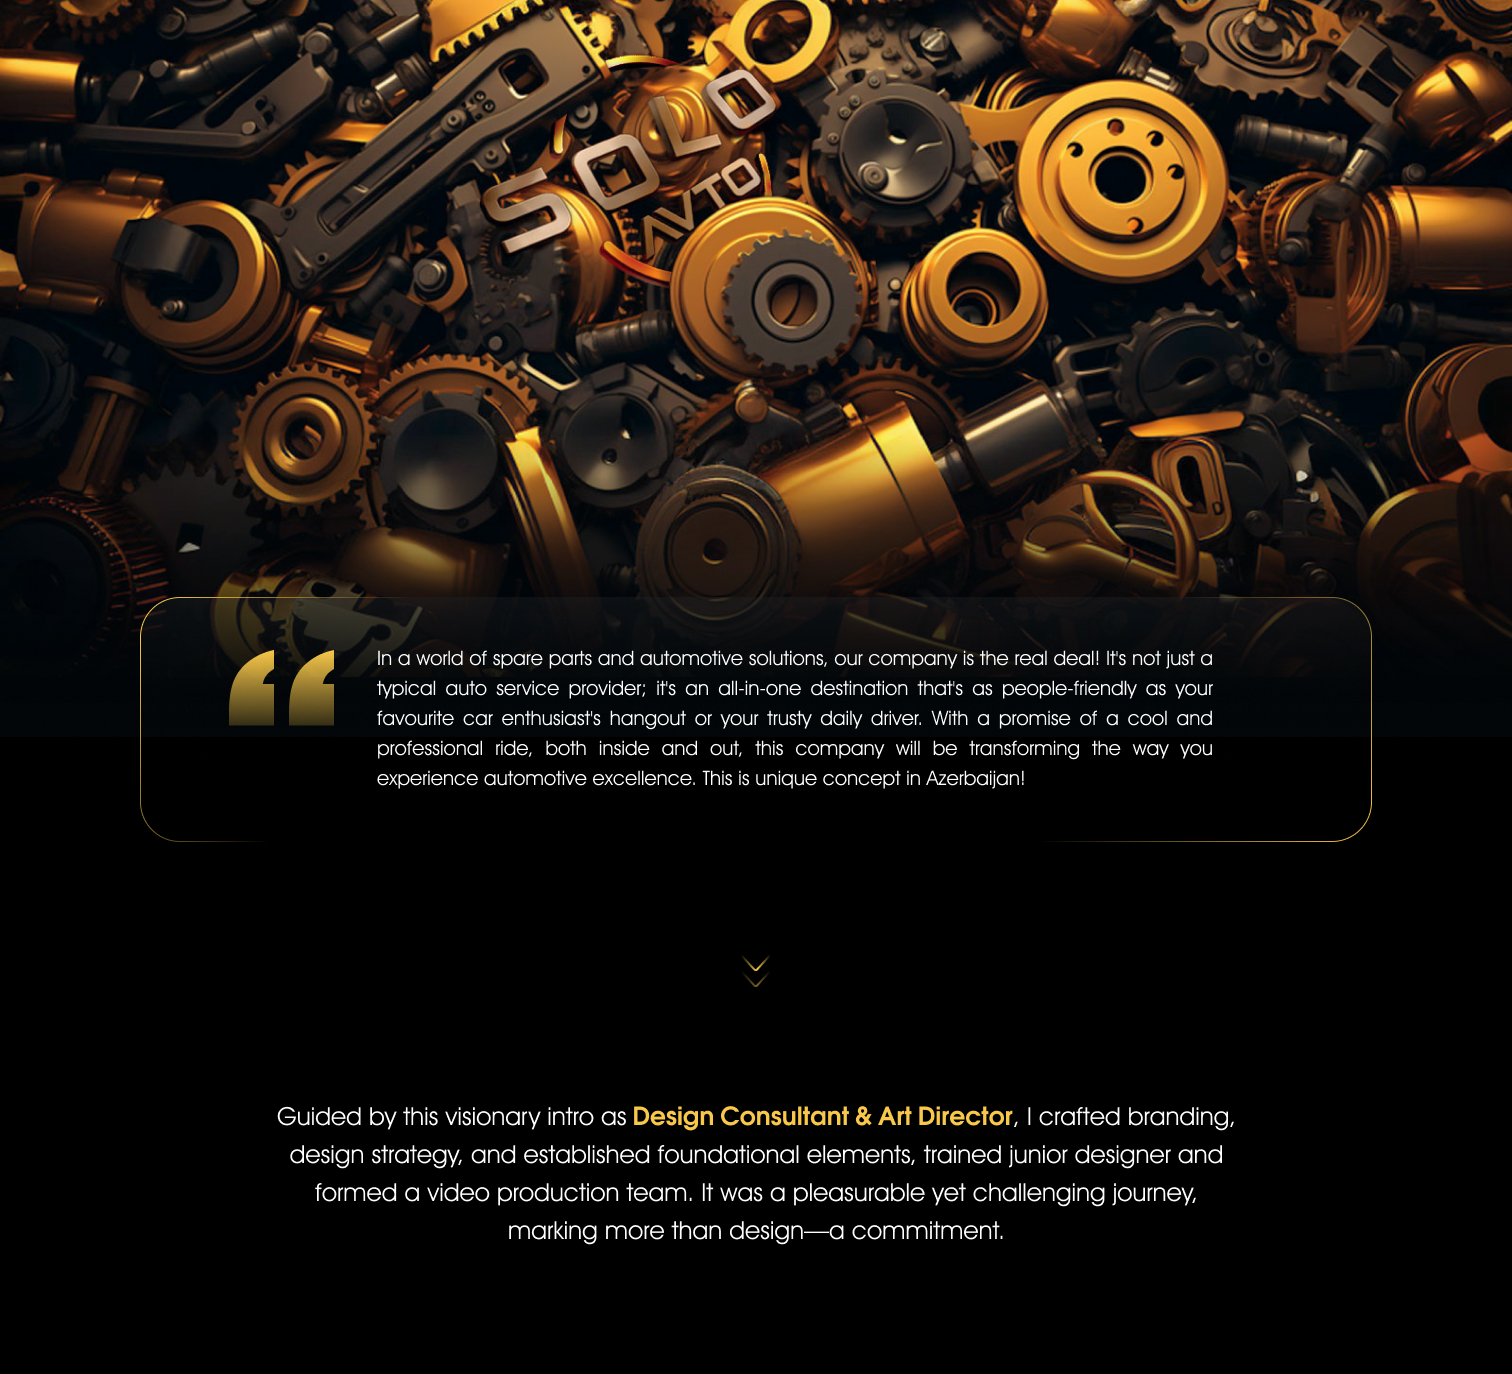 SOLO
AVTO
In a world of spare parts and automotive solutions, our company is the real deal! It's not just a
typical auto service provider; it's an all-in-one destination that's as people-friendly as your
favourite car enthusiast's hangout or your trusty daily driver. With a promise of a cool and
professional ride, both inside and out, this company will be transforming the way you
experience automotive excellence. This is unique concept in Azerbaijan!
Guided by this visionary intro as Design Consultant & Art Director, I crafted branding,
design strategy, and established foundational elements, trained junior designer and
formed a video production team. It was a pleasurable yet challenging journey,
marking more than design—a commitment.